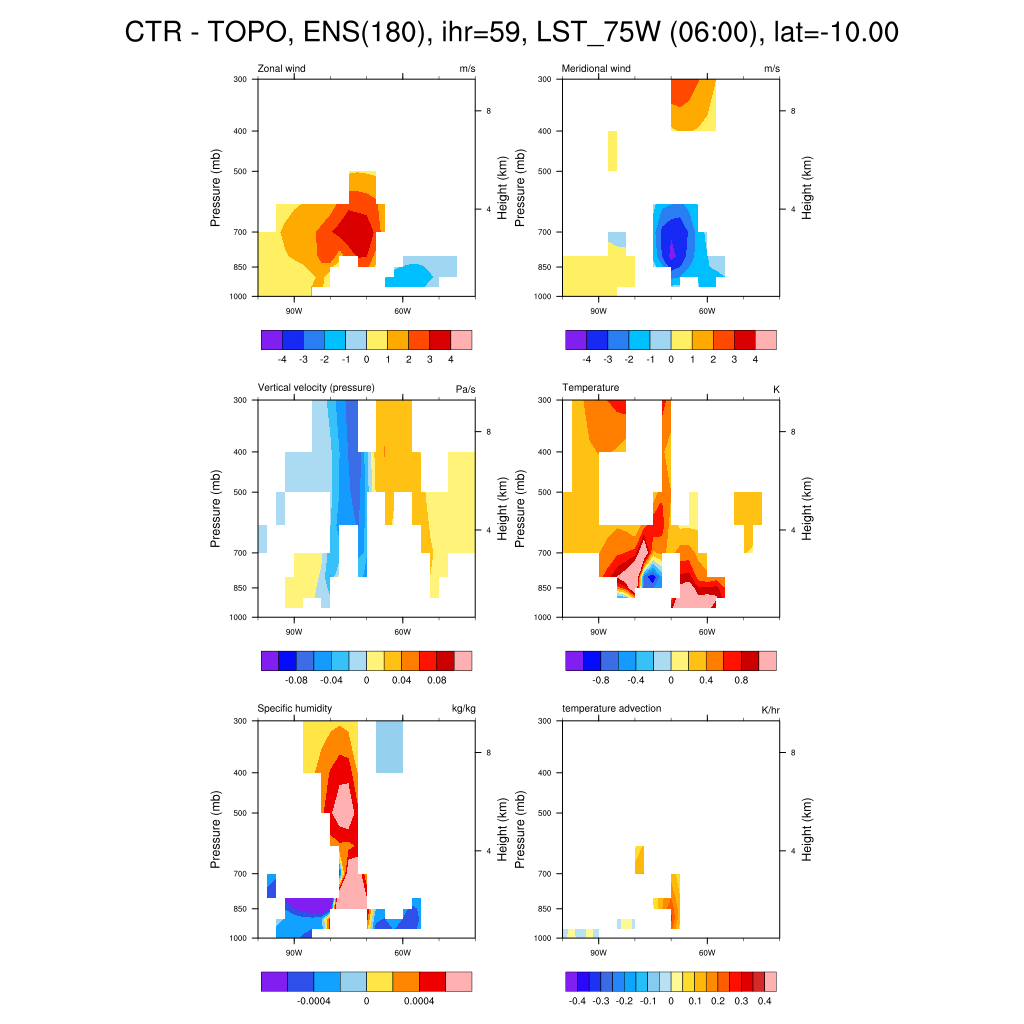 CTR - TOPO, ENS(180), ihr=59, LST_75W (06:00), lat=-10.00
Zonal wind m/s Meridional wind m/s
300 300
8 8
400 400
500 500
Pressure (mb) Height (km) Pressure (mb) Height (km)
4 4
700 700
850 850
1000 1000
90W 60W 90W 60W
-4 -3 -2 -1 0 1 2 3 4 -4 -3 -2 -1 0 1 2 3 4
Vertical velocity (pressure) Pa/s Temperature K
300 300
8 8
400 400
500 500
Pressure (mb) Height (km) Pressure (mb) Height (km)
4 4
700 700
850 850
1000 1000
90W 60W 90W 60W
-0.08 -0.04 0 0.04 0.08 -0.8 -0.4 0 0.4 0.8
Specific humidity kg/kg temperature advection K/hr
300 300
8 8
400 400
500 500
Pressure (mb) Height (km) Pressure (mb) Height (km)
4 4
700 700
850 850
1000 1000
90W 60W 90W 60W
-0.0004 0 0.0004 -0.4 -0.3 -0.2 -0.1 0 0.1 0.2 0.3 0.4